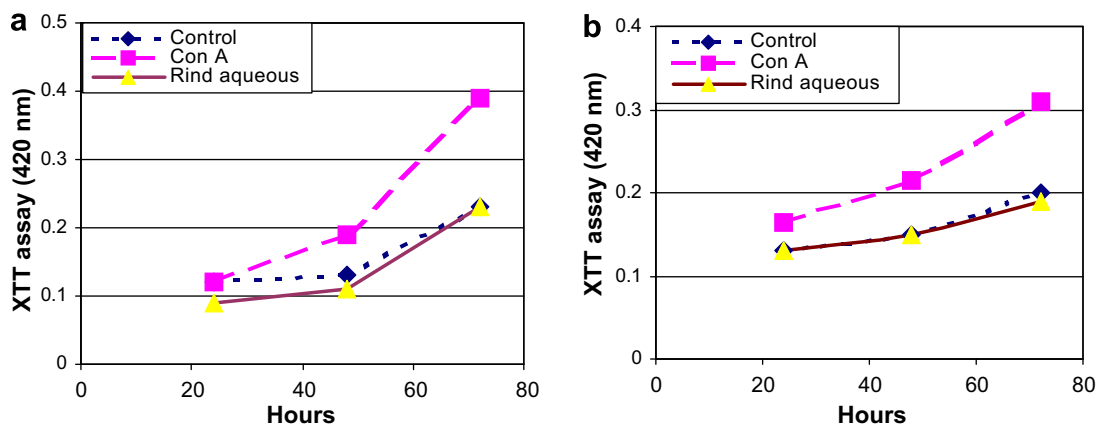 a
0.5
0.4
0.3
0.2
0.1
0
XTT assay (420 nm)
Control
Con A
Rind aqueous
0 20 40 60 80
Hours
b
0.4
0.3
0.2
0.1
0
XTT assay (420 nm)
Control
Con A
Rind aqueous
0 20 40 60 80
Hours